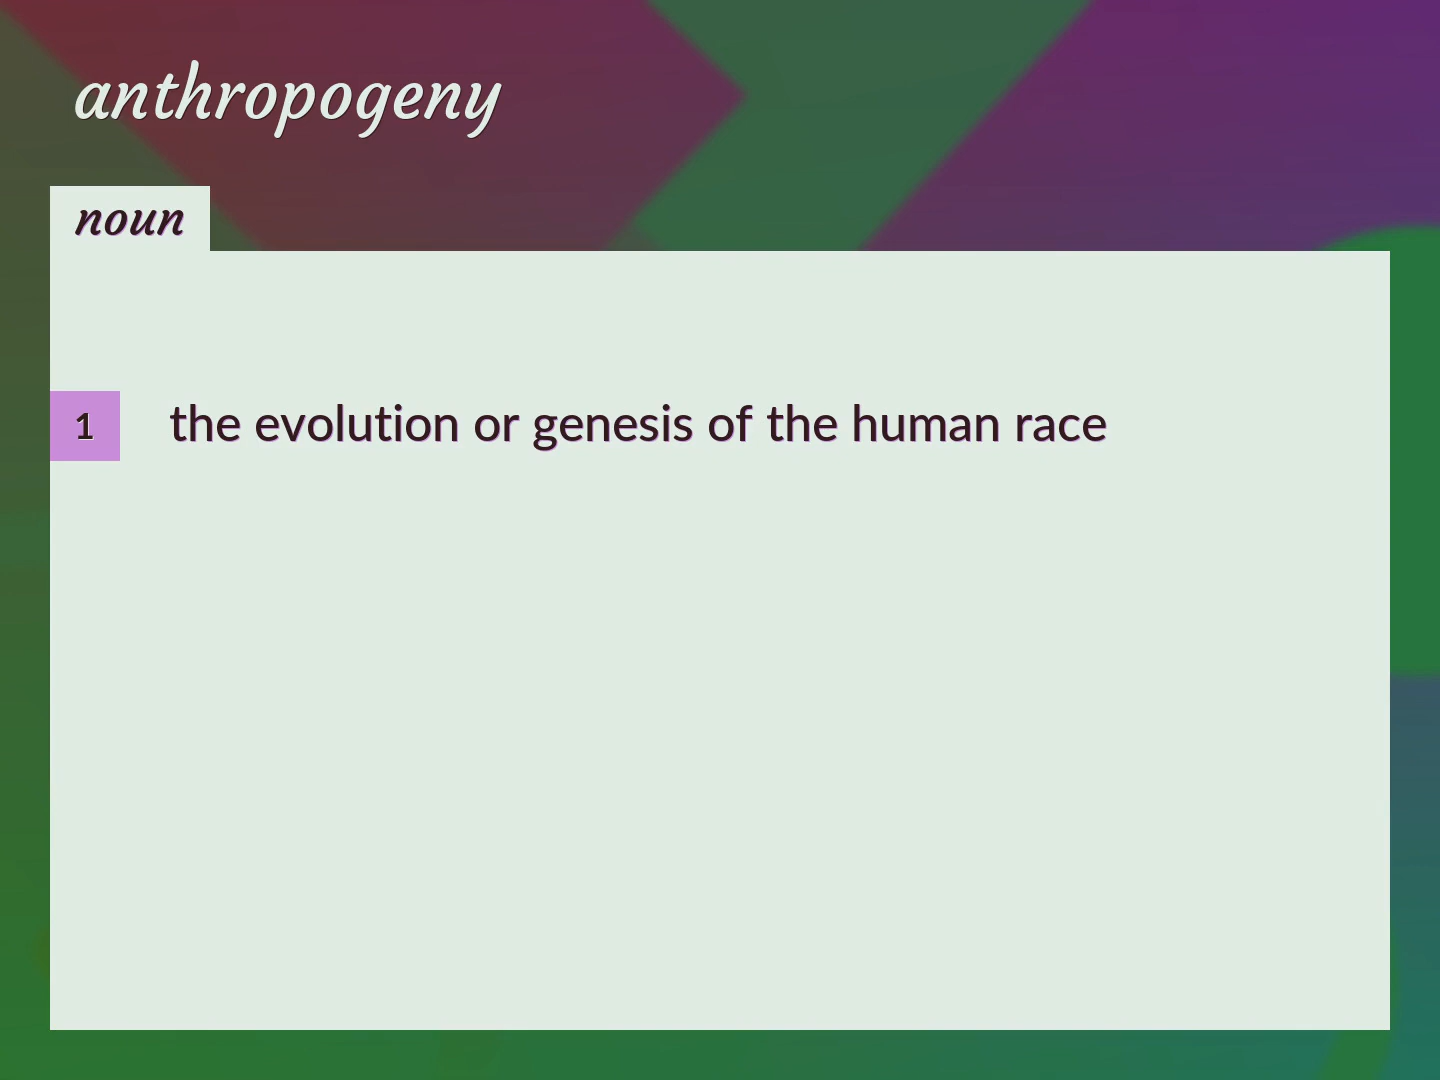 anthropogeny
noun
1 the evolution or genesis of the human race